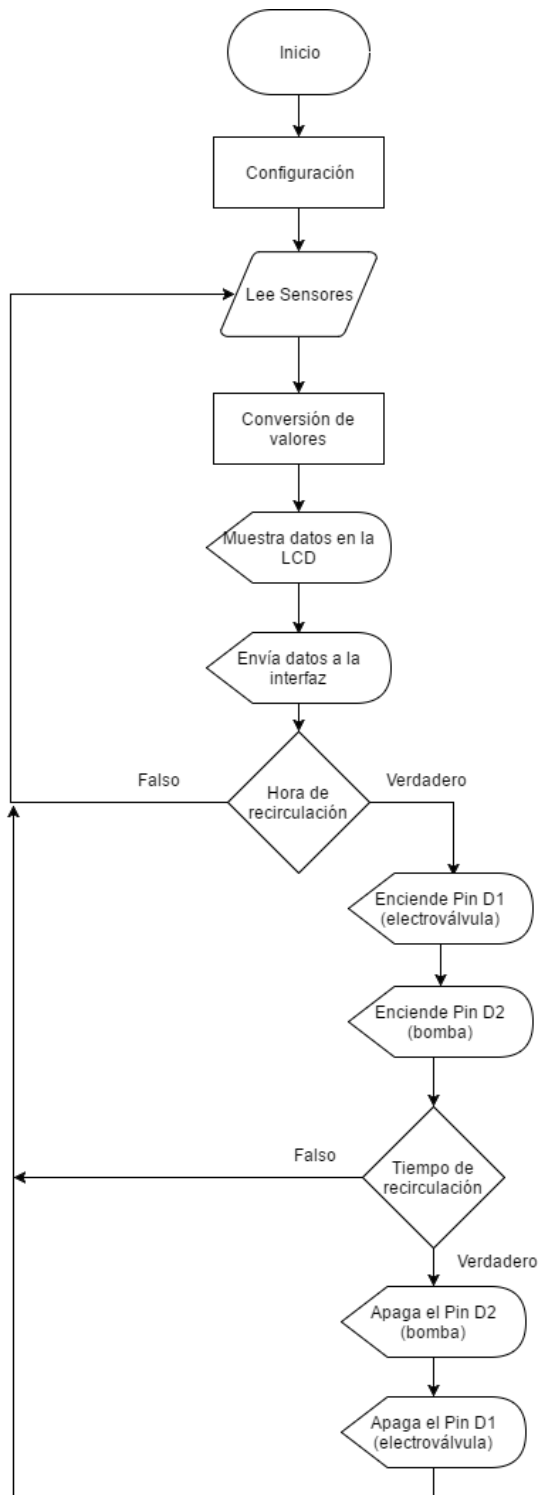 Inicio
Configuración
Lee Sensores
Conversión de
valores
Muestra datos en la
LCD
Envía datos a la
interfaz
Falso
Verdadero
Hora de
recirculación
Enciende Pin D1
(electroválvula)
Enciende Pin D2
(bomba)
Falso
Tiempo de
recirculación
Verdadero
Apaga el Pin D2
(bomba)
Apaga el Pin D1
(electroválvula)